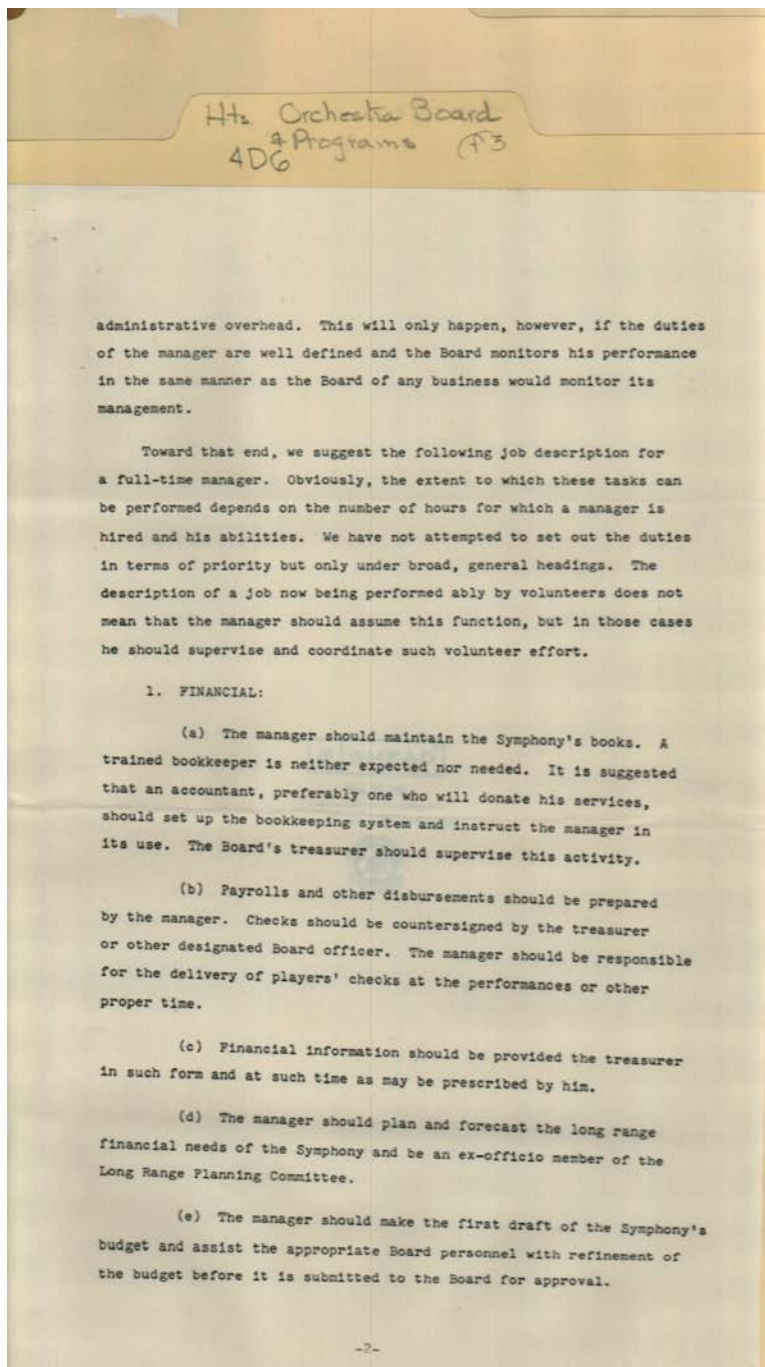 Hts. Orchestra Board
& Programs
4D6
f3
administrative overhead. This will only happen, however, if the duties
of the manager are well defined and the Board monitors his performance
in the same manner as the Board of any business would monitor its
management.
Toward that end, we suggest the following job description for
a full-time manager. Obviously, the extent to which these tasks can
be performed depends on the number of hours for which a manager is
hired and his abilities. We have not attempted to set out the duties
in terms of priority but only under broad, general headings. The
description of a job now being performed ably by volunteers does not
mean that the manager should assume this function, but in those cases
he should supervise and coordinate such volunteer effort.
1. FINANCIAL:
(a) The manager should maintain the Symphony's books. A
trained bookkeeper is neither expected nor needed. It is suggested
that an accountant, preferably one who will donate his services,
should set up the bookkeeping system and instruct the manager in
its use. The Board's treasurer should supervise this activity.
(b) Payrolls and other disbursements should be prepared
by the manager. Checks should be countersigned by the treasurer
or other designated Board officer. The manager should be responsible
for the delivery of players' checks at the performances or other
proper time.
(c) Financial information should be provided the treasurer
in such form and at such time as may be prescribed by him.
(d) The manager should plan and forecast the long range
financial needs of the Symphony and be an ex-officio member of the
Long Range Planning Committee.
(e) The manager should make the first draft of the Symphony's
budget and assist the appropriate Board personnel with refinement of
the budget before it is submitted to the Board for approval.
-2-